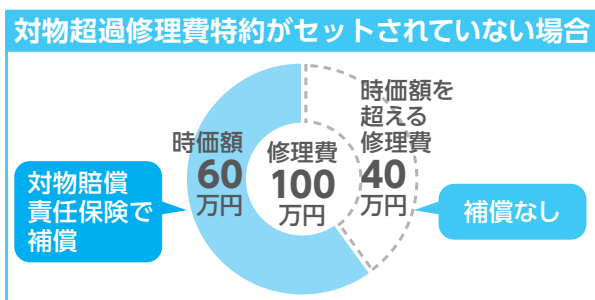 対物超過修理費特約がセットされていない場合
時価額
60
万円
修理費
100
万円
時価額を
超える
修理費
40
万円
対物賠償
責任保険で
補償
補償なし